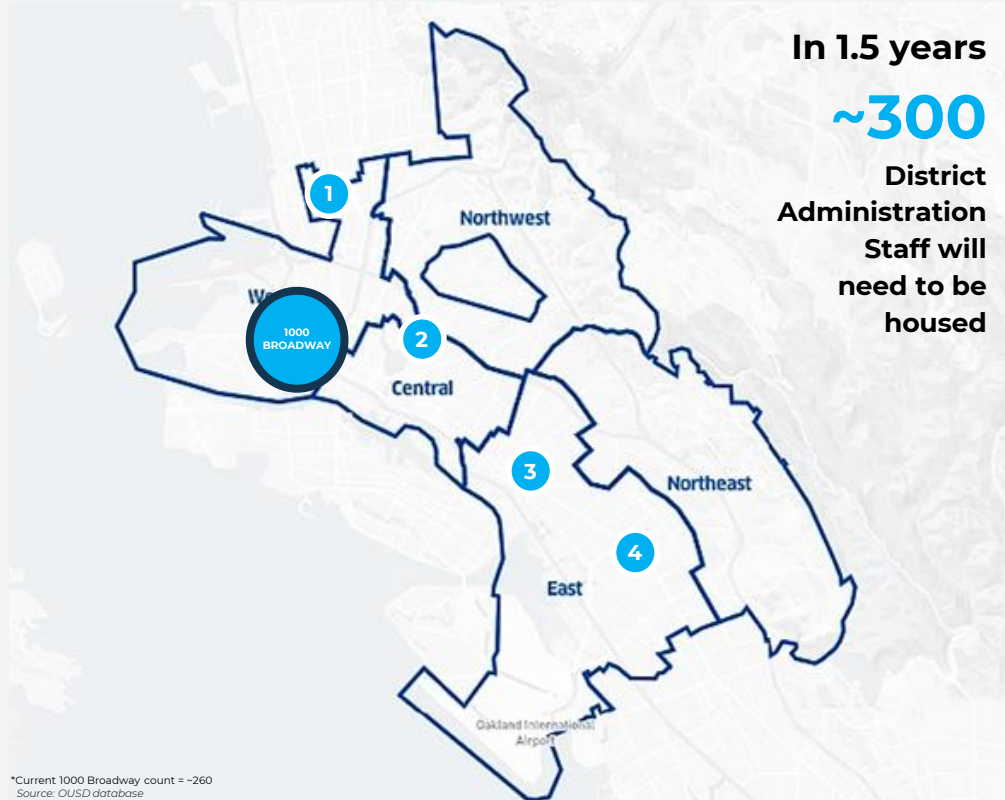 In 1.5 years
~300
District
Administration
Staff will
need to be
housed
1
Northwest
We
1000
BROADWAY
2
Central
3
Northeast
4
East
Oakland International
Airport
*Current 1000 Broadway count = ~260
Source: OUSD database